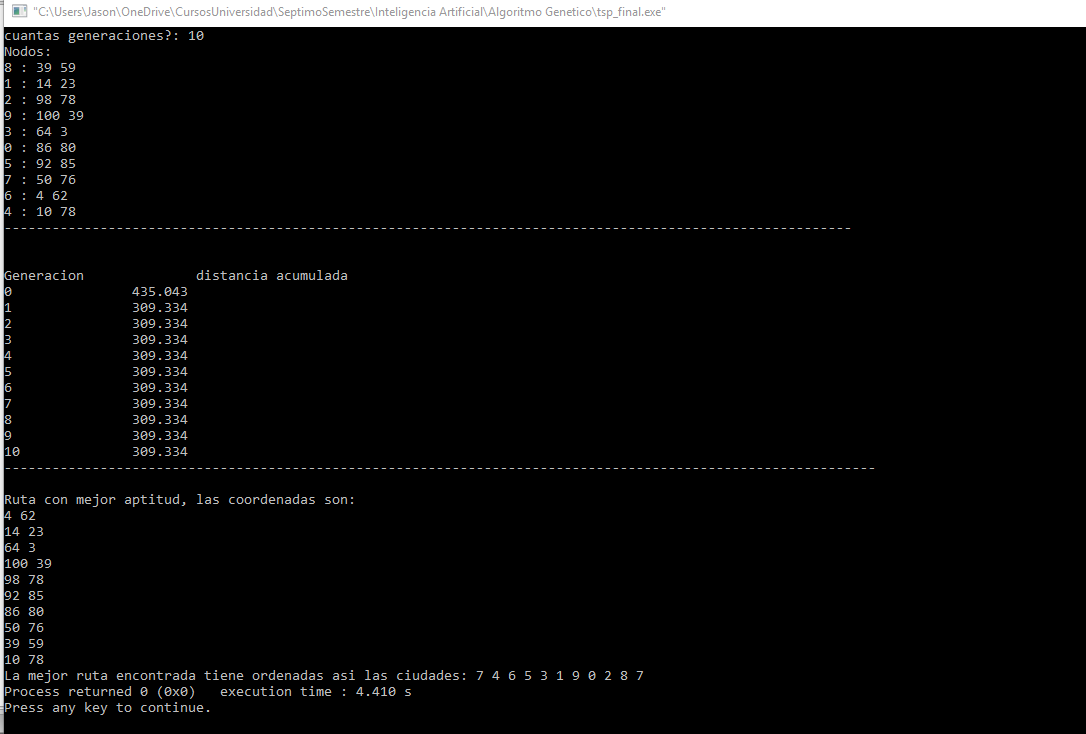 "C:\Users\Jason\OneDrive\CursosUniversidad\SeptimoSemestre\Inteligencia Artificial\Algoritmo Genetico\tsp_final.exe"
cuantas generaciones?: 10
Nodos:
8 : 39 59
1 : 14 23
2 : 98 78
9 : 100 39
3 : 64 3
0 : 86 80
5 : 92 85
7 : 50 76
6 : 4 62
4 : 10 78
----------------------------------------------------------------------------------------------------------
Generacion              distancia acumulada
0               435.043
1               309.334
2               309.334
3               309.334
4               309.334
5               309.334
6               309.334
7               309.334
8               309.334
9               309.334
10              309.334
-------------------------------------------------------------------------------------------------------------
Ruta con mejor aptitud, las coordenadas son:
4 62
14 23
64 3
100 39
98 78
92 85
86 80
50 76
39 59
10 78
La mejor ruta encontrada tiene ordenadas asi las ciudades: 7 4 6 5 3 1 9 0 2 8 7
Process returned 0 (0x0)   execution time : 4.410 s
Press any key to continue.